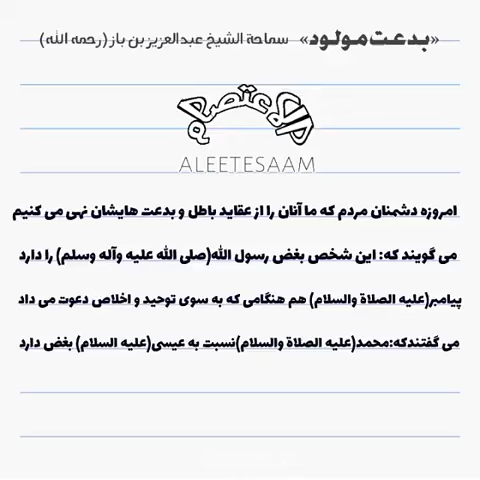 «بدعت مولود» سماحة الشيخ عبدالعزيز بن باز (رحمه الله)
الاعتصام
ALEETESAAM
امروزه دشمنان مردم که ما آنان را از عقاید باطل و بدعت هایشان نهی می کنیم
می گویند که: این شخص بغض رسول الله(صلی الله علیه وآله وسلم) را دارد
پیامبر(علیه الصلاة والسلام) هم هنگامی که به سوی توحید و اخلاص دعوت می داد
می گفتندکه:محمد(علیه الصلاة والسلام)نسبت به عیسی(علیه السلام) بغض دارد